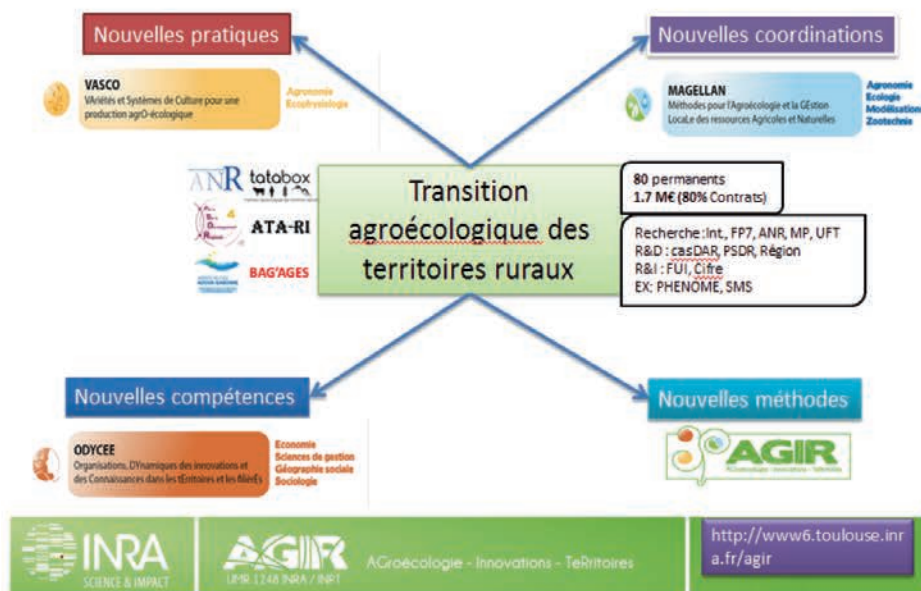 Nouvelles pratiques
Nouvelles coordinations
VASCO
VAriétés et Systèmes de Culture pour une
production agrO-écologique
Agronomie
Ecophysiologie
MAGELLAN
Méthodes pour l'Agroécologie et la GEstion
LocaLe des ressources Agricoles et Naturelles
Agronomie
Ecologie
Modélisation
Zootechnie
ANR tatabox
4
ATA-RI
BAG'AGES
Transition
agroécologique des
territoires ruraux
80 permanents
1.7 M€ (80% Contrats)
Recherche : Int., FP7, ANR, MP, UFT
R&D : casDAR, PSDR, Région
R&I : FUI, Cifre
EX: PHENOME, SMS
Nouvelles compétences
Nouvelles méthodes
ODYCEE
Organisations, DYnamiques des innovations et
des Connaissances dans les tErritoires et les filièrEs
Economie
Sciences de gestion
Géographie sociale
Sociologie
AGIR
AGroécologie - Innovations - TeRritoires
INRA
SCIENCE & IMPACT
AGIR
UMR 1248 INRA / INPT
AGroécologie - Innovations - TeRritoires
http://www6.toulouse.inr
a.fr/agir